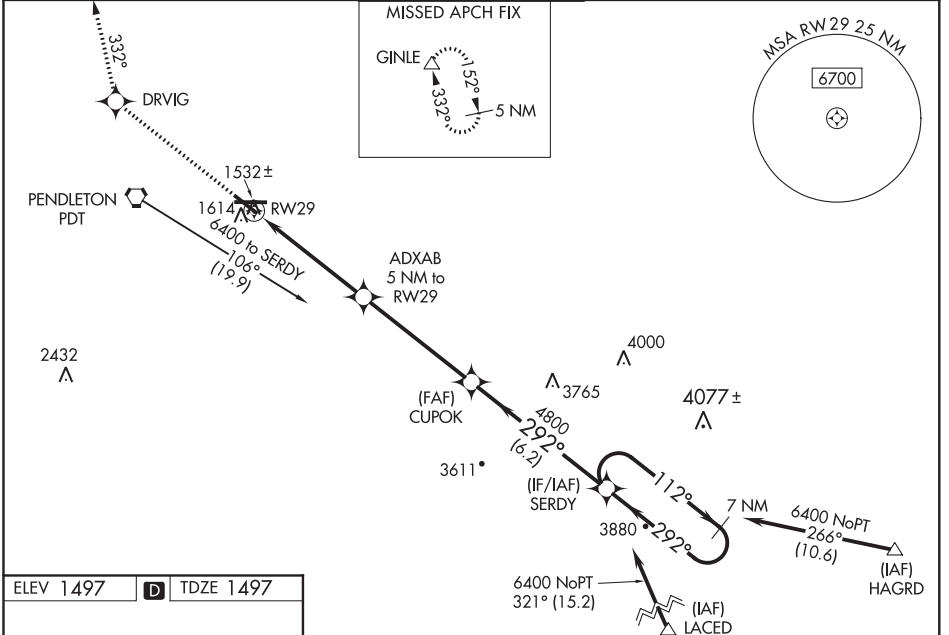 MISSED APCH FIX
GINLE
152°
332°
5 NM
MSA RW29 25 NM
6700
332°
DRVIG
PENDLETON
PDT
1532 ±
1614
RW29
6400 to SERDY
106°
(19.9)
ADXAB
5 NM to
RW29
2432
4000
3765
4077 ±
(FAF)
CUPOK
4800
292°
(6.2)
3611
(IF/IAF)
SERDY
112°
7 NM
3880
292°
6400 NoPT
266°
(10.6)
(IAF)
HAGRD
6400 NoPT
321° (15.2)
(IAF)
LACED
ELEV 1497
D
TDZE 1497